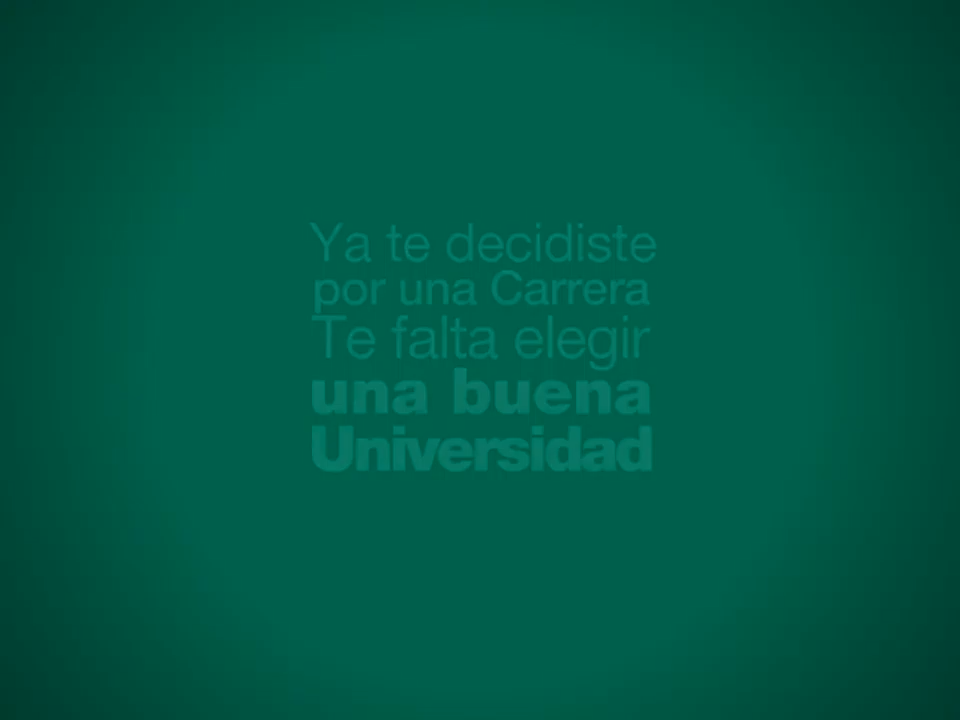 Ya te decidiste
por una Carrera
Te falta elegir
una buena
Universidad